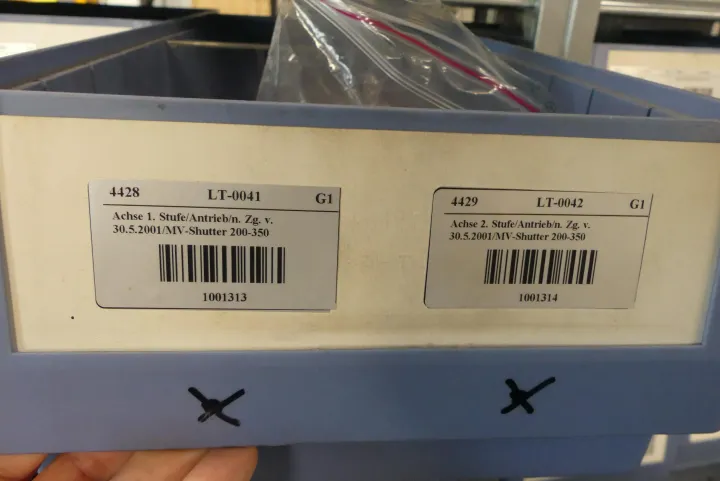 4428 LT-0041 G1
Achse 1. Stufe/Antrieb/n. Zg. v.
30.5.2001/MV-Shutter 200-350
1001313
4429 LT-0042 G1
Achse 2. Stufe/Antrieb/n. Zg. v.
30.5.2001/MV-Shutter 200-350
1001314